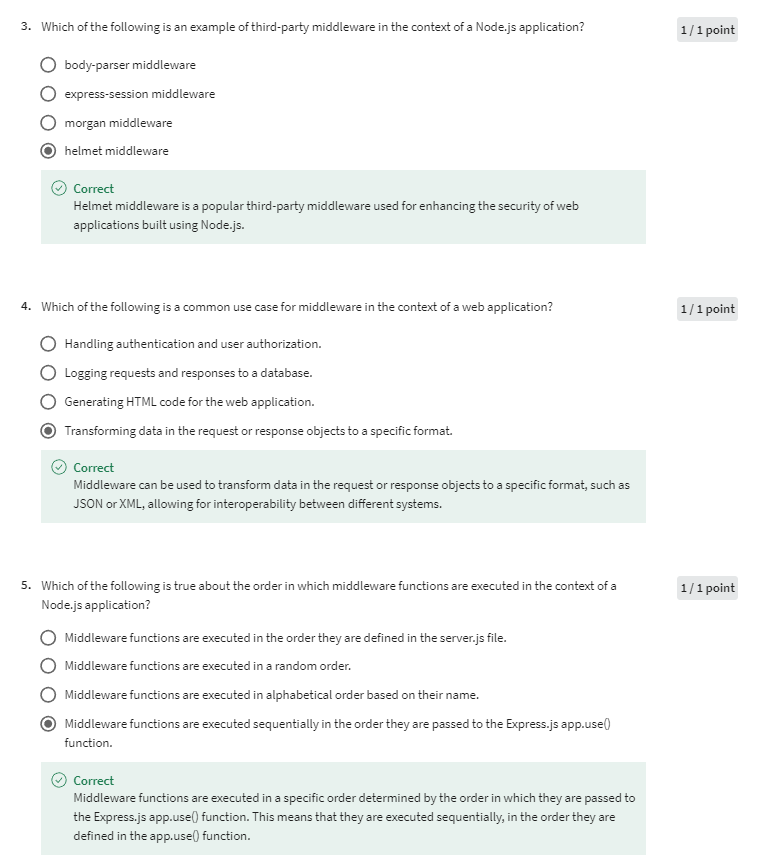 3. Which of the following is an example of third-party middleware in the context of a Node.js application?
1 / 1 point
body-parser middleware
express-session middleware
morgan middleware
helmet middleware
Correct
Helmet middleware is a popular third-party middleware used for enhancing the security of web
applications built using Node.js.
4. Which of the following is a common use case for middleware in the context of a web application?
1 / 1 point
Handling authentication and user authorization.
Logging requests and responses to a database.
Generating HTML code for the web application.
Transforming data in the request or response objects to a specific format.
Correct
Middleware can be used to transform data in the request or response objects to a specific format, such as
JSON or XML, allowing for interoperability between different systems.
5. Which of the following is true about the order in which middleware functions are executed in the context of a
Node.js application?
1 / 1 point
Middleware functions are executed in the order they are defined in the server.js file.
Middleware functions are executed in a random order.
Middleware functions are executed in alphabetical order based on their name.
Middleware functions are executed sequentially in the order they are passed to the Express.js app.use()
function.
Correct
Middleware functions are executed in a specific order determined by the order in which they are passed to
the Express.js app.use() function. This means that they are executed sequentially, in the order they are
defined in the app.use() function.